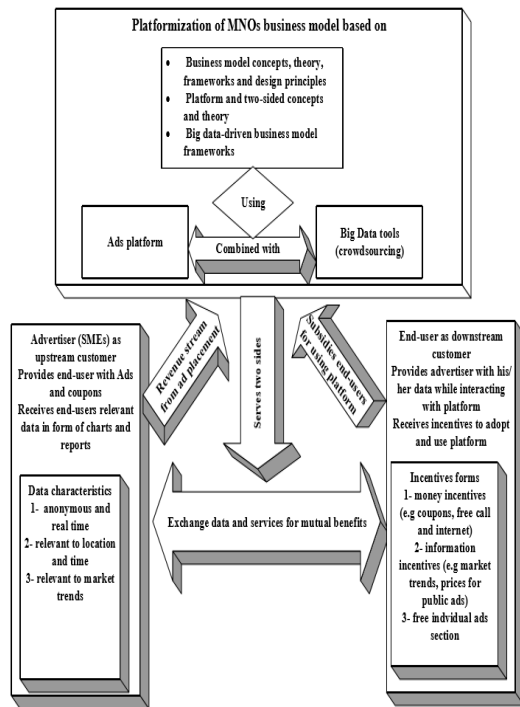 Platformization of MNOs business model based on
• Business model concepts, theory,
frameworks and design principles
• Platform and two-sided concepts
and theory
• Big data-driven business model
frameworks
Using
Ads platform
Combined with
Big Data tools
(crowdsourcing)
Advertiser (SMEs) as
upstream customer
Provides end-user with Ads
and coupons
Receives end-users relevant
data in form of charts and
reports
Data characteristics
1- anonymous and
real time
2- relevant to location
and time
3- relevant to market
trends
Revenue stream
from ad placement
Serves two sides
Subsidies end-users
for using platform
Exchange data and services for mutual benefits
End-user as downstream
customer
Provides advertiser with his/
her data while interacting
with platform
Receives incentives to adopt
and use platform
Incentives forms
1- money incentives
(e.g coupons, free call
and internet)
2- information
incentives (e.g market
trends, prices for
public ads)
3- free indvidual ads
section